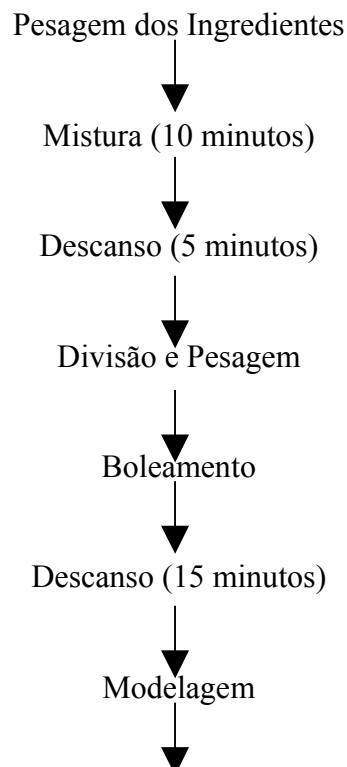 Pesagem dos Ingredientes
Mistura (10 minutos)
Descanso (5 minutos)
Divisão e Pesagem
Boleamento
Descanso (15 minutos)
Modelagem